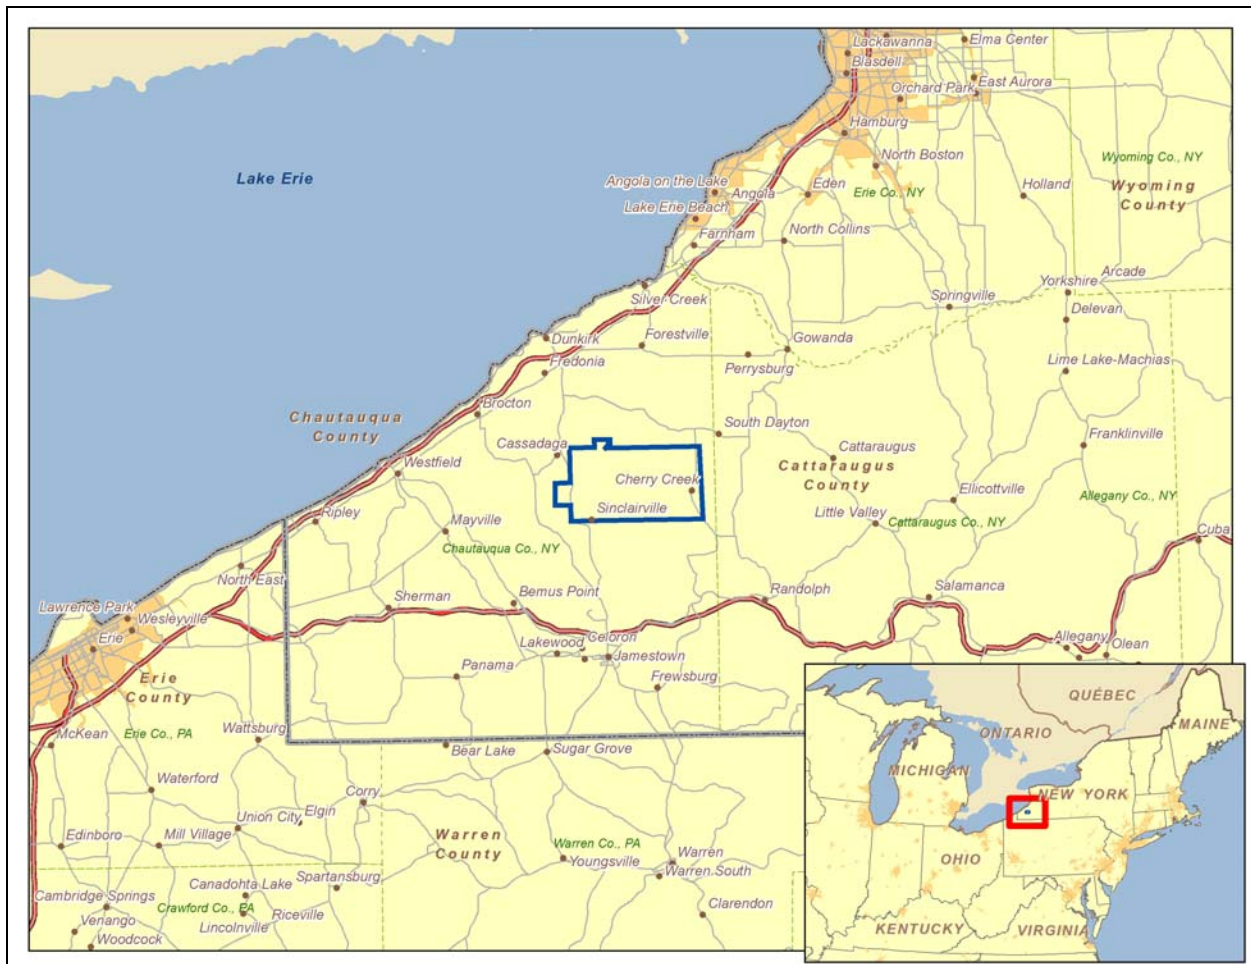 Lackawanna
Elma Center
Blasdell
East Aurora
Orchard Park
Hamburg
North Boston
Wyoming Co., NY
Lake Erie
Angola on the Lake
Angola
Eden
Erie Co., NY
Holland
Wyoming
County
Lake Erie Beach
Farnham
North Collins
Yorkshire
Arcade
Silver Creek
Springville
Delevan
Dunkirk
Forestville
Gowanda
Fredonia
Perrysburg
Lime Lake-Machias
Brocton
Chautauqua
County
South Dayton
Franklinville
Cassadaga
Cattaraugus
Westfield
Cattaraugus
County
Cherry Creek
Ellicottville
Allegany Co., NY
Ripley
Mayville
Sinclairville
Little Valley
Cattaraugus Co., NY
Cuba
Chautauqua Co., NY
North East
Lawrence Park
Wesleyville
Sherman
Bemus Point
Randolph
Salamanca
Erie
Lakewood
Celoron
Jamestown
Allegany
Olean
Panama
Frewsburg
Erie
County
Erie Co., PA
Wattsburg
McKean
Bear Lake
Sugar Grove
Waterford
Corry
Elgin
Union City
Edinboro
Mill Village
Warren
County
Warren Co., PA
Youngsville
Warren
Warren South
Canadohta Lake
Spartansburg
Cambridge Springs
Crawford Co., PA
Riceville
Venango
Lincolnville
Woodcock
Clarendon
QUÉBEC
MAINE
ONTARIO
MICHIGAN
NEW YORK
OHIO
KENTUCKY
VIRGINIA